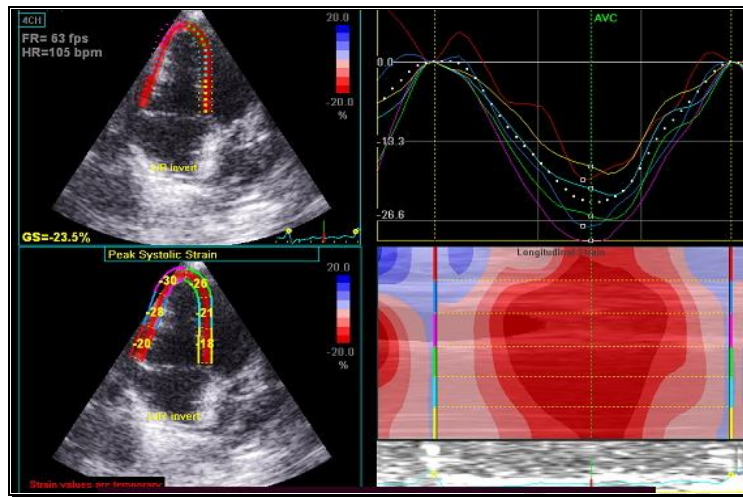 4CH
FR= 63 fps
HR=105 bpm
20.0
-20.0
%
L/R invert
GS=-23.5%
AVC
0.0
-13.3
-26.6
Peak Systolic Strain
20.0
-20.0
%
-30
-26
-28
-21
-20
-18
L/R invert
Strain values are temporary
Longitudinal Strain